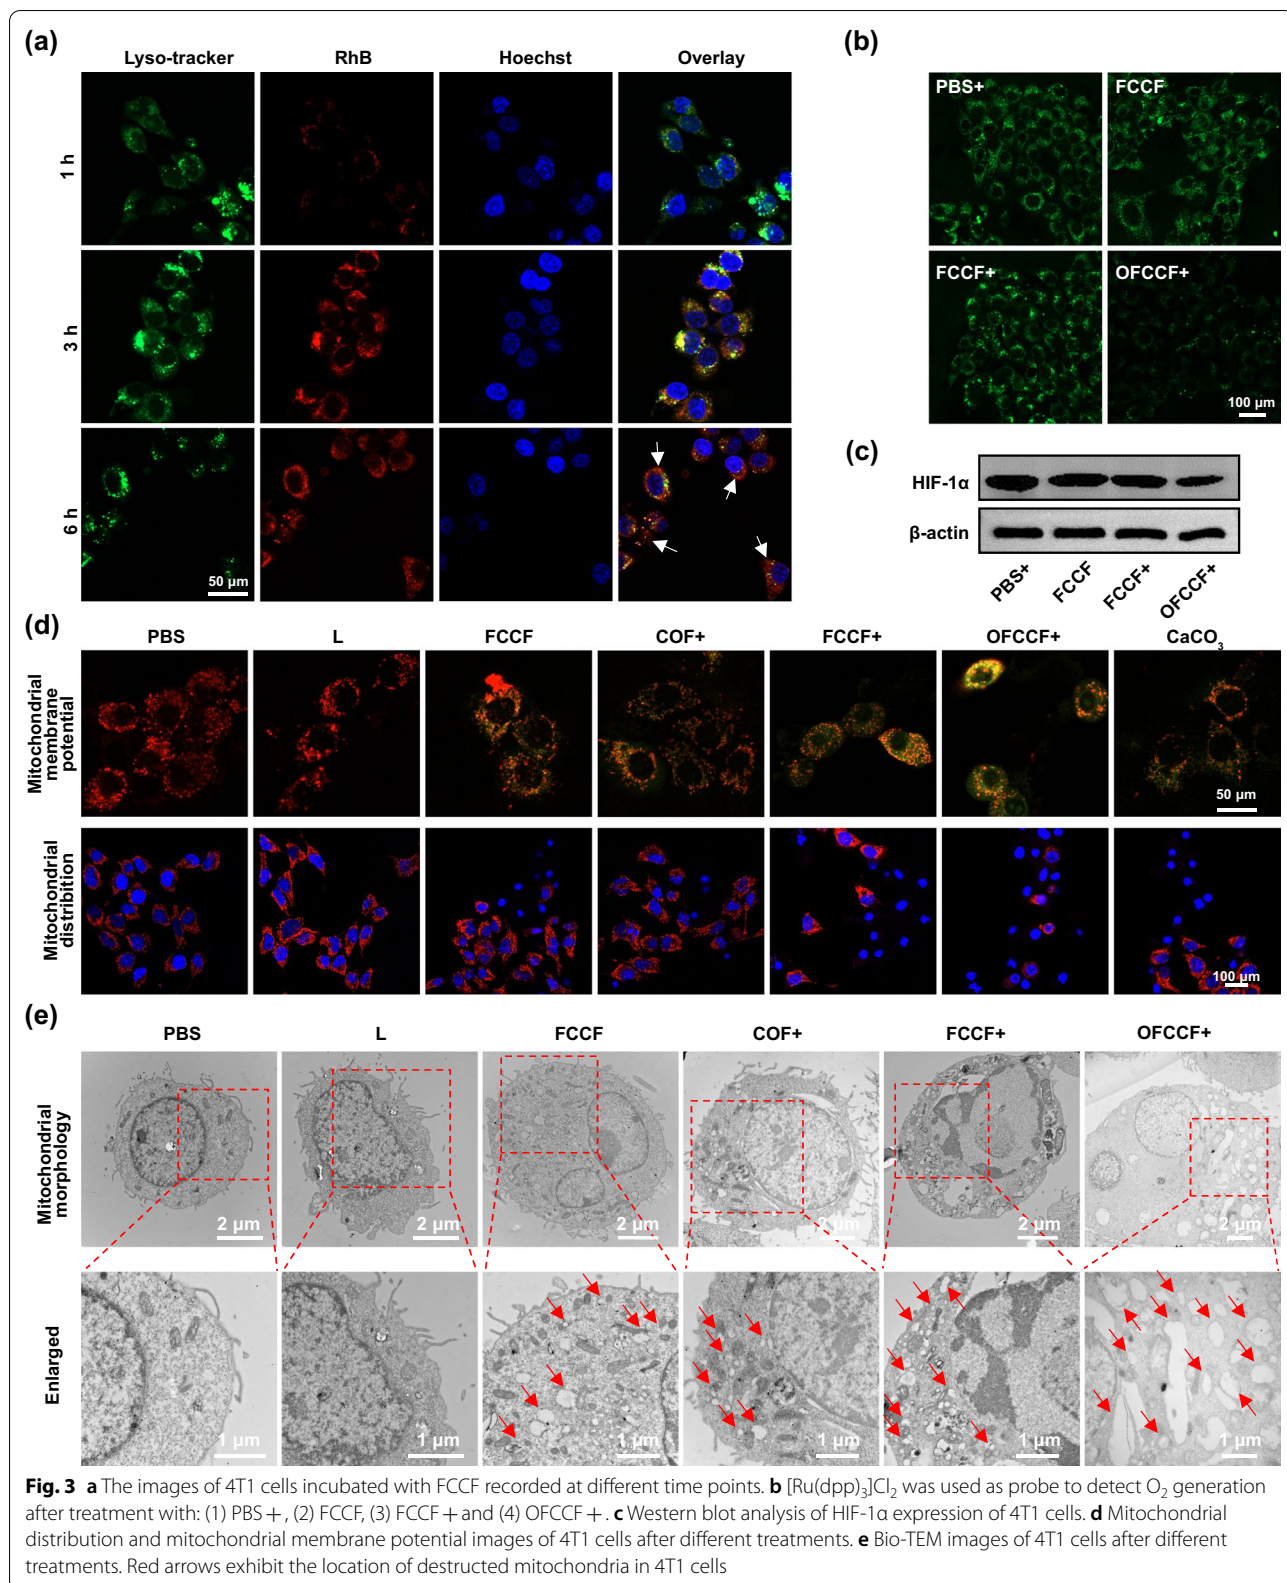 (a)
Lyso-tracker RhB Hoechst Overlay
1 h
3 h
6 h
50 µm
(b)
PBS+ FCCF
FCCF+ OFCCF+
100 µm
(c)
HIF-1α
β-actin
PBS+ FCCF FCCF+ OFCCF+
(d)
PBS L FCCF COF+ FCCF+ OFCCF+ CaCO₃
Mitochondrial
membrane
potential
50 µm
Mitochondrial
distribition
100 µm
(e)
PBS L FCCF COF+ FCCF+ OFCCF+
Mitochondrial
morphology
2 µm 2 µm 2 µm 2 µm 2 µm 2 µm
Enlarged
1 µm 1 µm 1 µm 1 µm 1 µm 1 µm
Fig. 3 a The images of 4T1 cells incubated with FCCF recorded at different time points. b [Ru(dpp)₃]Cl₂ was used as probe to detect O₂ generation
after treatment with: (1) PBS+, (2) FCCF, (3) FCCF+ and (4) OFCCF+. c Western blot analysis of HIF-1α expression of 4T1 cells. d Mitochondrial
distribution and mitochondrial membrane potential images of 4T1 cells after different treatments. e Bio-TEM images of 4T1 cells after different
treatments. Red arrows exhibit the location of destructed mitochondria in 4T1 cells